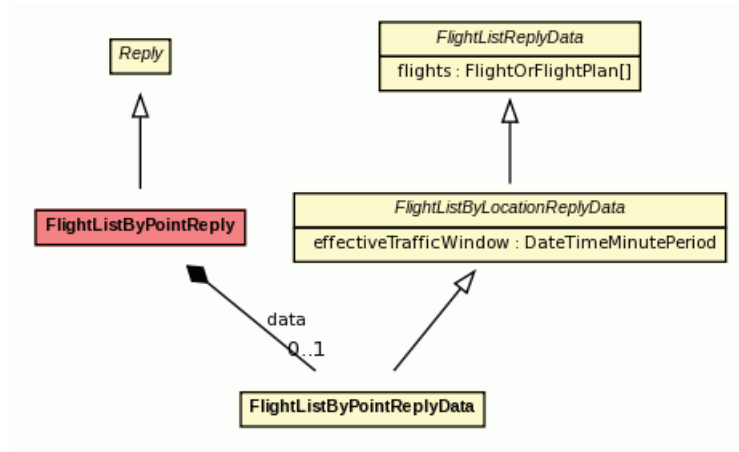 Reply
FlightListReplyData
flights : FlightOrFlightPlan[]
FlightListByPointReply
FlightListByLocationReplyData
effectiveTrafficWindow : DateTimeMinutePeriod
data
0..1
FlightListByPointReplyData